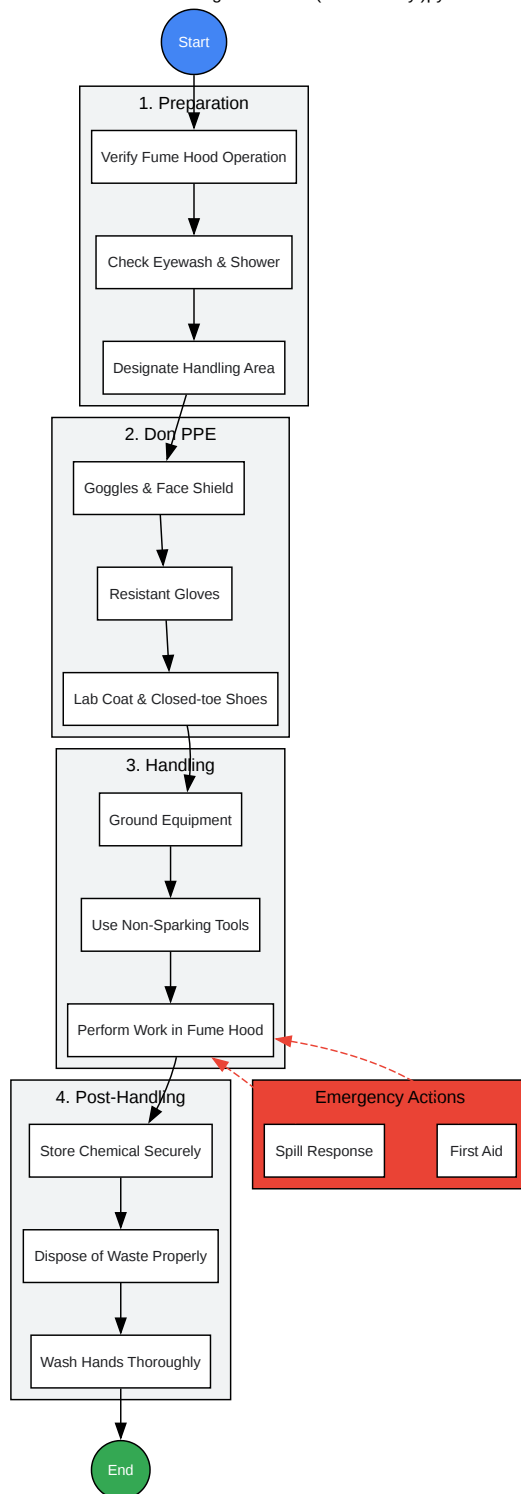 Start
1. Preparation
Verify Fume Hood Operation
Check Eyewash & Shower
Designate Handling Area
2. Don PPE
Goggles & Face Shield
Resistant Gloves
Lab Coat & Closed-toe Shoes
3. Handling
Ground Equipment
Use Non-Sparking Tools
Perform Work in Fume Hood
4. Post-Handling
Emergency Actions
Store Chemical Securely
Spill Response
First Aid
Dispose of Waste Properly
Wash Hands Thoroughly
End